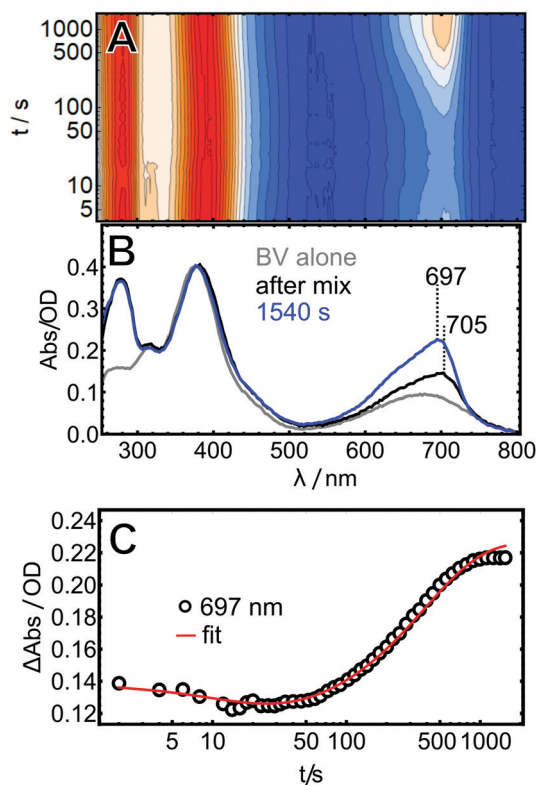 A
1000
500
100
50
10
5
t / s
B
BV alone
after mix
1540 s
697
705
0.4
0.3
0.2
0.1
0.0
Abs/OD
300 400 500 600 700 800
λ / nm
C
0.24
0.22
0.20
0.18
0.16
0.14
0.12
ΔAbs / OD
697 nm
fit
5 10 50 100 500 1000
t/s